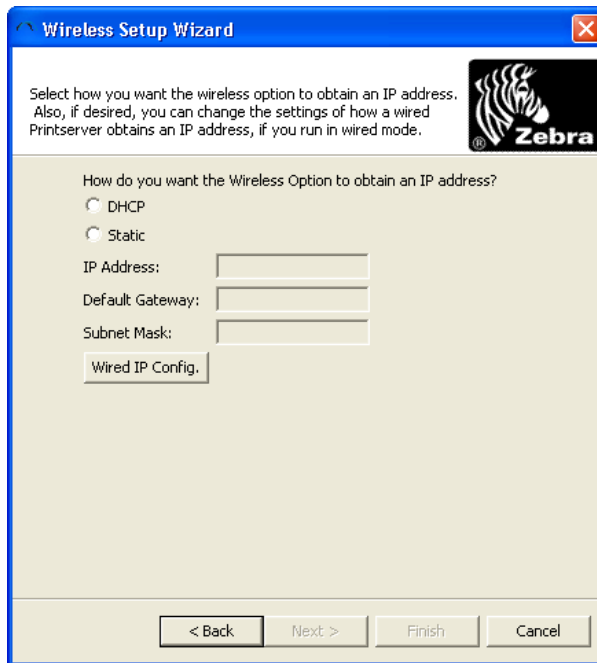 Wireless Setup Wizard
Select how you want the wireless option to obtain an IP address.
Also, if desired, you can change the settings of how a wired
Printserver obtains an IP address, if you run in wired mode.
® Zebra
How do you want the Wireless Option to obtain an IP address?
DHCP
Static
IP Address:
Default Gateway:
Subnet Mask:
Wired IP Config.
< Back Next > Finish Cancel